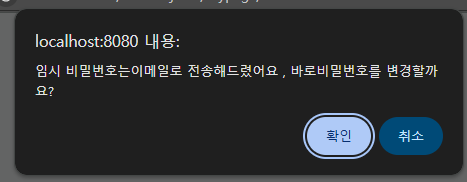 localhost:8080 내용:
임시 비밀번호는이메일로 전송해드렸어요 , 바로비밀번호를 변경할까
요?
확인
취소